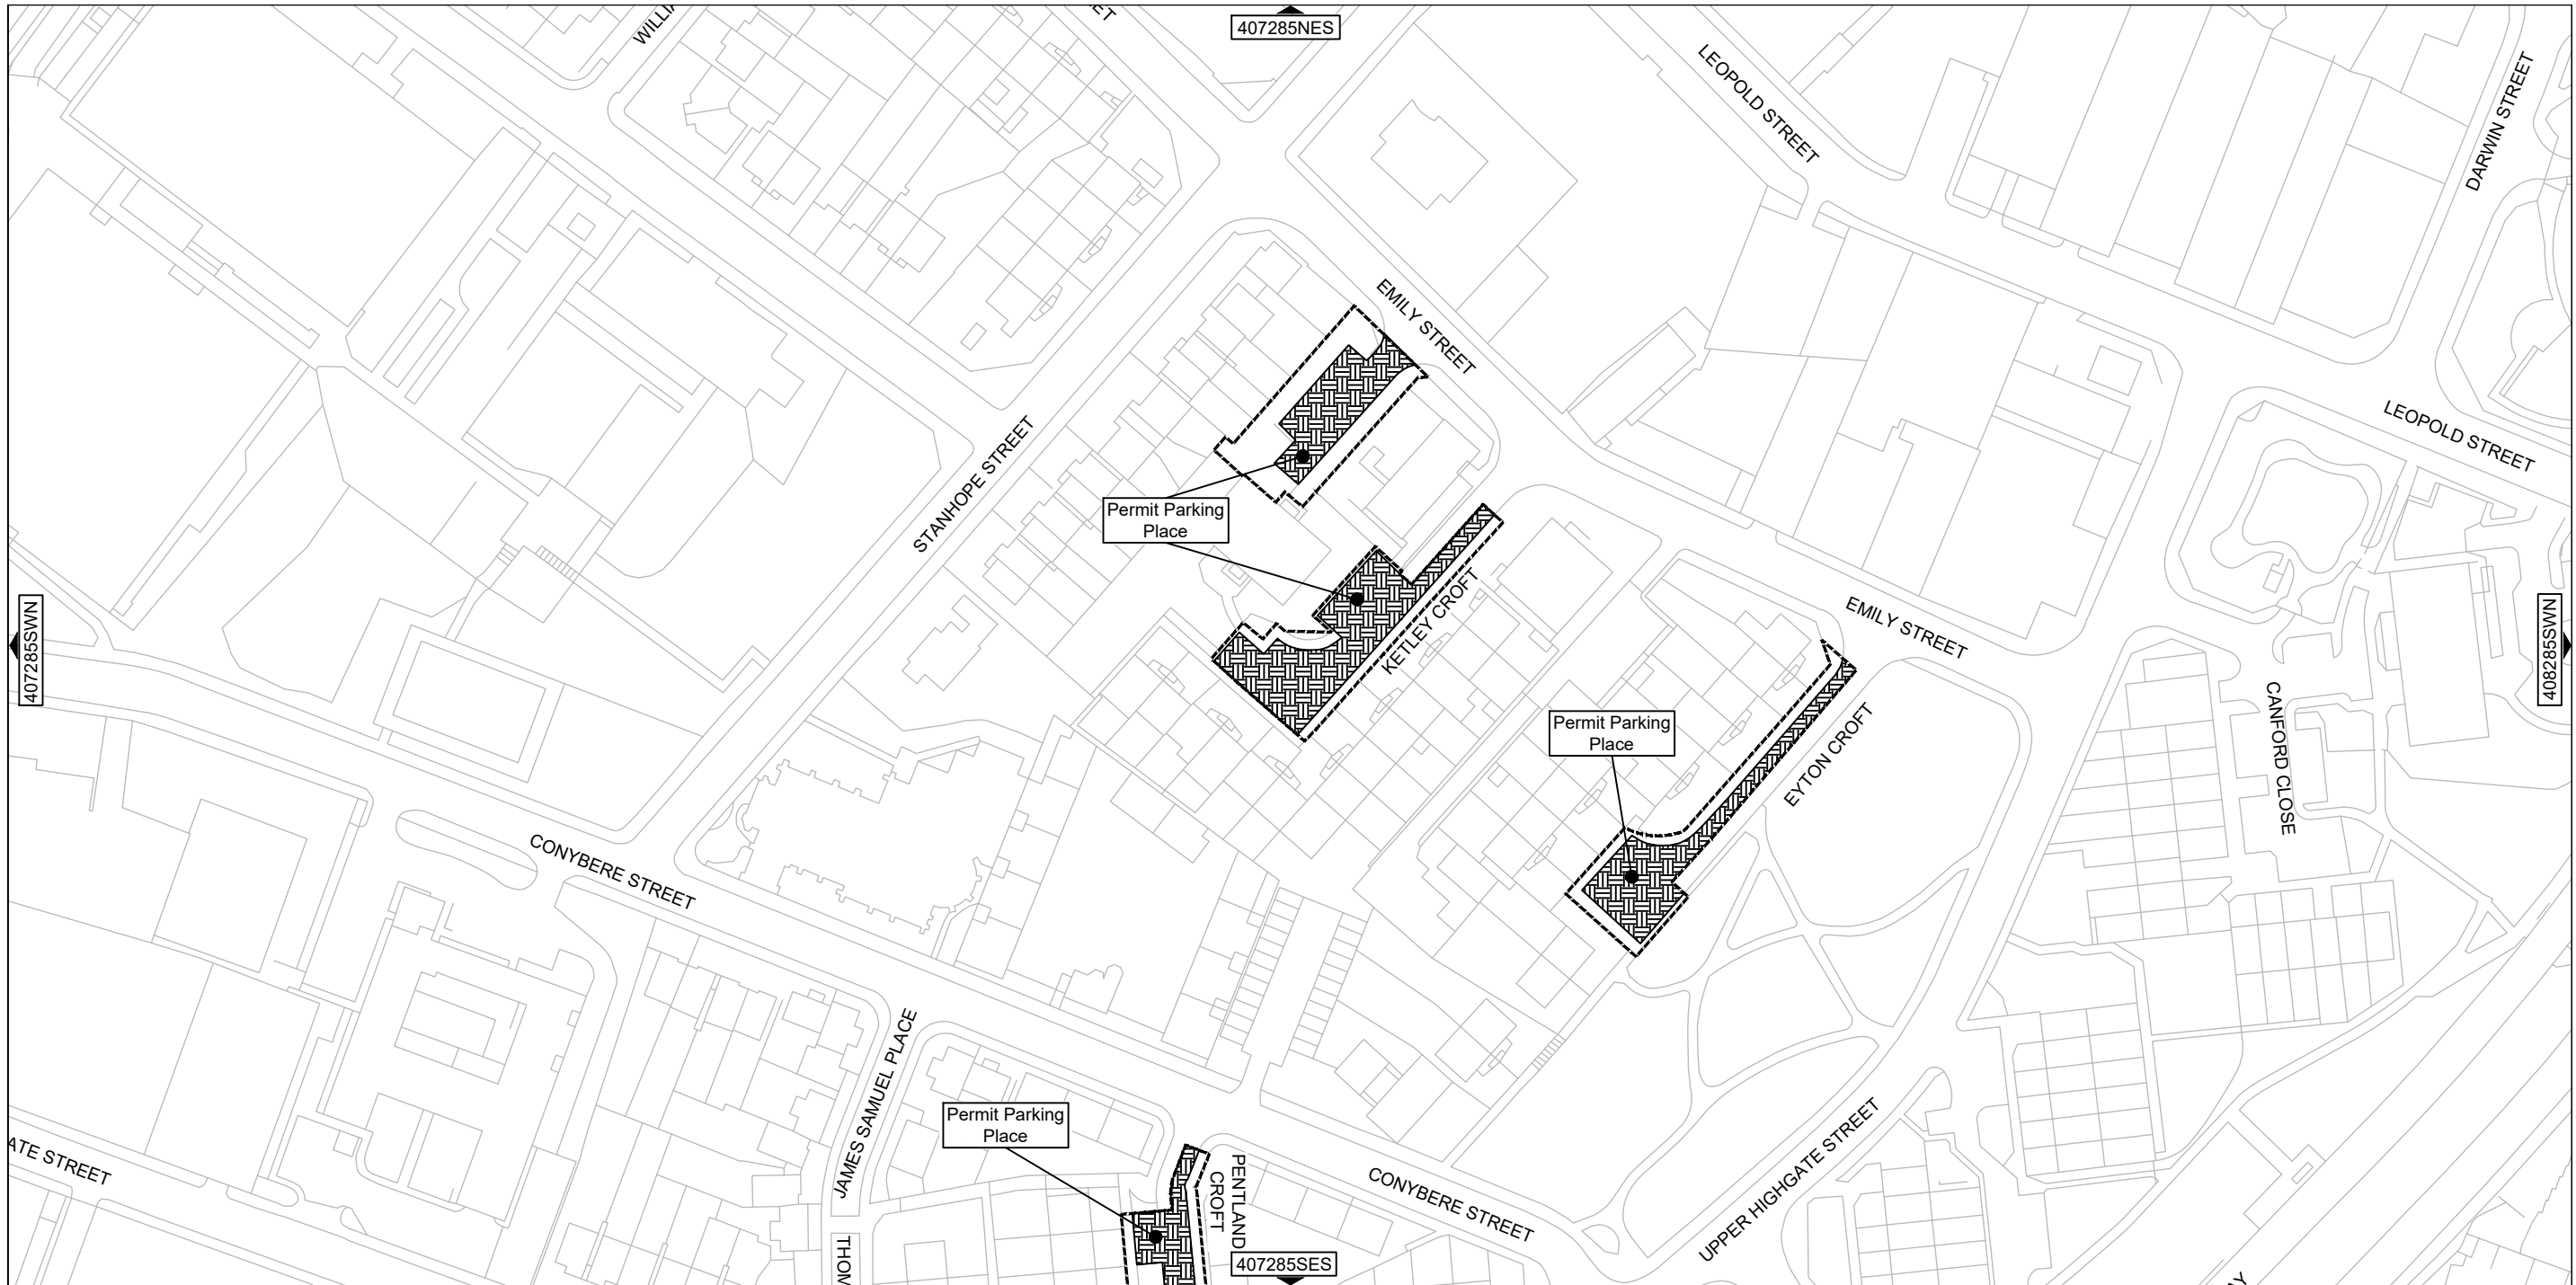 407285NES
LEOPOLD STREET
DARWIN STREET
EMILY STREET
LEOPOLD STREET
STANHOPE STREET
Permit Parking
Place
KETLEY CROFT
407285SWN
408285SWN
EMILY STREET
CANFORD CLOSE
Permit Parking
Place
EYTON CROFT
CONYBERE STREET
JAMES SAMUEL PLACE
Permit Parking
Place
ATE STREET
PENTLAND
CROFT
CONYBERE STREET
UPPER HIGHGATE STREET
407285SES